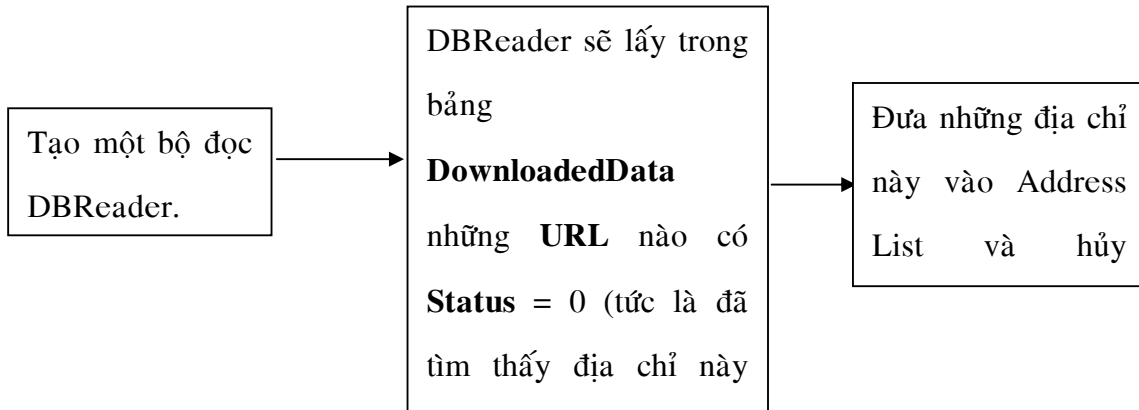 Tạo một bộ đọc
DBReader.
DBReader sẽ lấy trong
bảng
DownloadedData
những URL nào có
Status = 0 (tức là đã
tìm thấy địa chỉ này
Đưa những địa chỉ
này vào Address
List và hủy